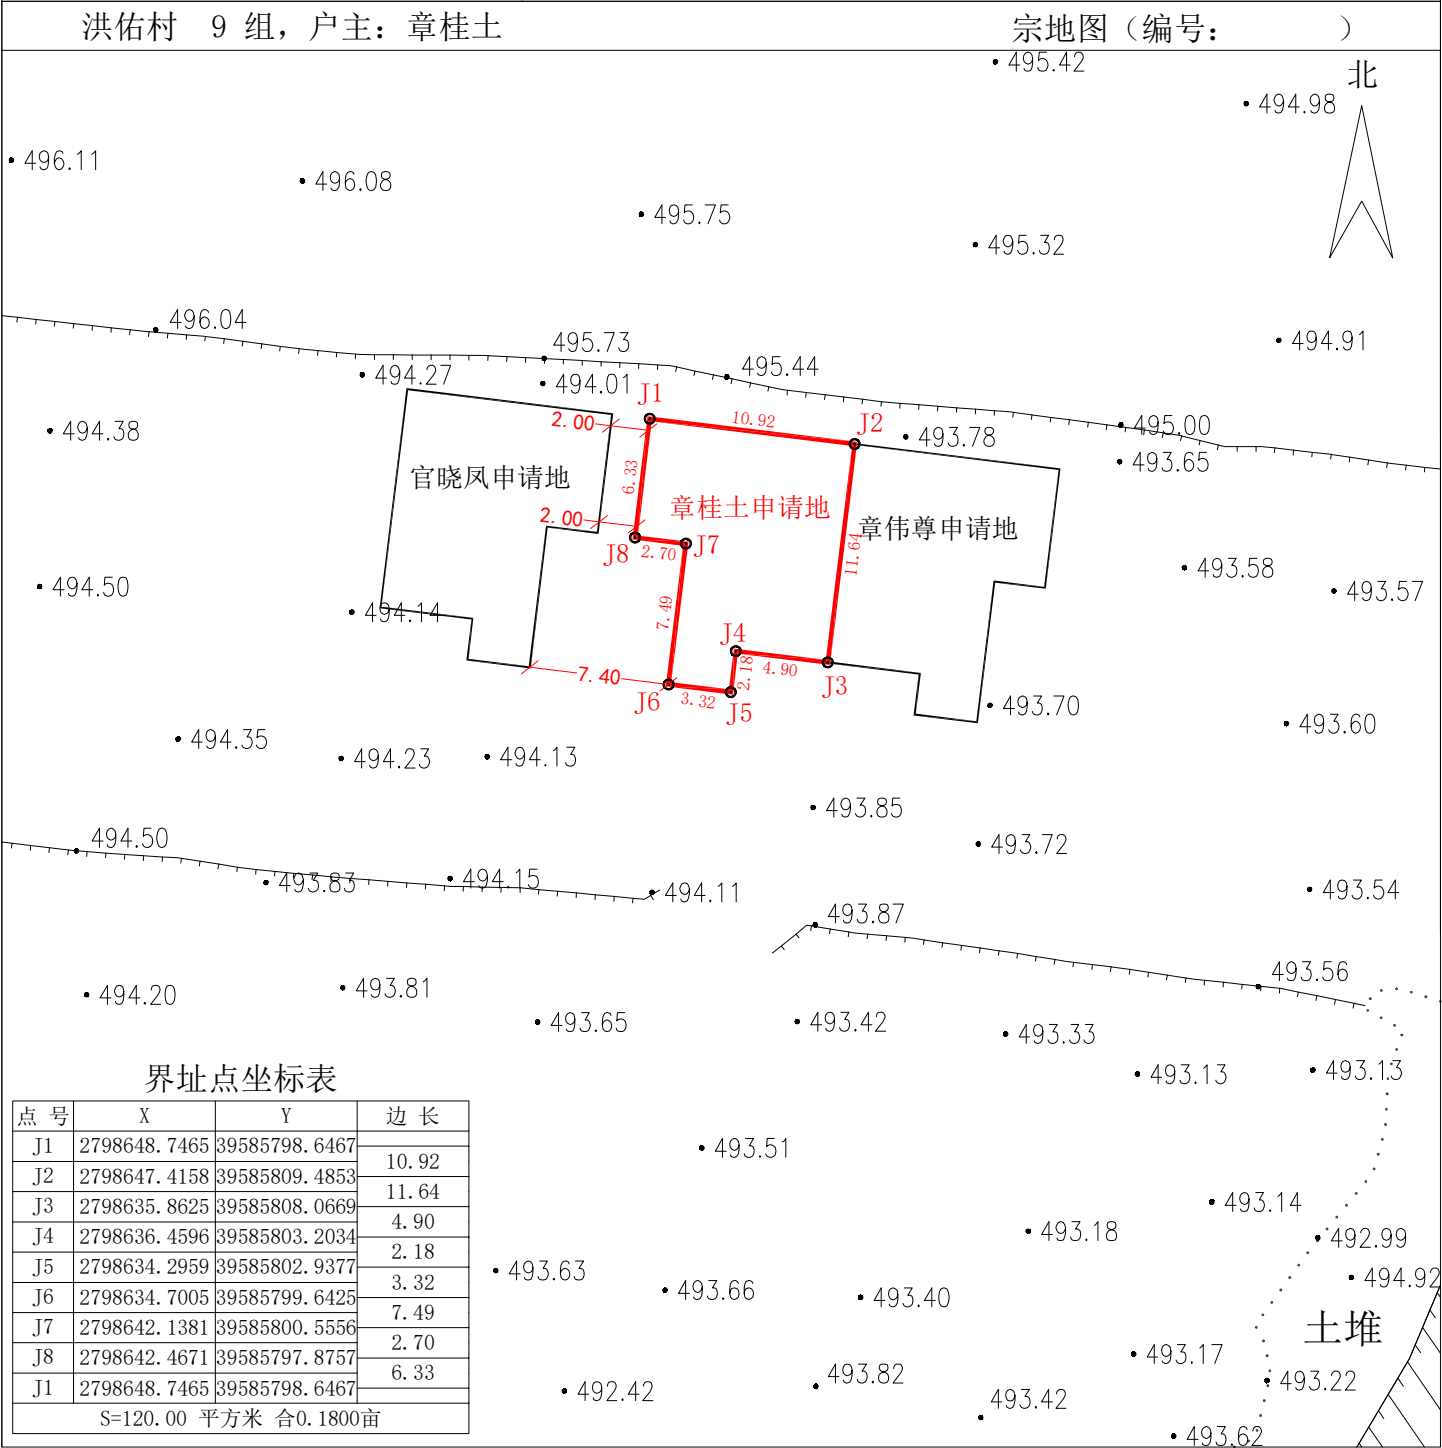 洪佑村 9 组，户主：章桂土 宗地图（编号： ）
495.42
北
494.98
496.11
496.08
495.75
495.32
496.04
495.73
495.44
494.91
494.27
494.01
J1
2.00
10.92
J2
494.38
493.78
495.00
493.65
官晓凤申请地
6.33
章桂土申请地
章伟尊申请地
2.00
J8
2.70
J7
11.64
493.58
493.57
494.50
494.14
7.49
J4
2.18
4.90
J3
7.40
J6
3.32
J5
493.70
493.60
494.35
494.23
494.13
493.85
494.50
493.72
493.83
494.15
494.11
493.54
493.87
493.56
494.20
493.81
493.65
493.42
493.33
493.13
493.13
界址点坐标表
点 号 X Y 边 长
J1 2798648.7465 39585798.6467
10.92
J2 2798647.4158 39585809.4853
11.64
J3 2798635.8625 39585808.0669
4.90
J4 2798636.4596 39585803.2034
2.18
J5 2798634.2959 39585802.9377
3.32
J6 2798634.7005 39585799.6425
7.49
J7 2798642.1381 39585800.5556
2.70
J8 2798642.4671 39585797.8757
6.33
J1 2798648.7465 39585798.6467
S=120.00 平方米 合0.1800亩
493.51
493.14
493.18
492.99
493.63
494.92
493.66
493.40
土堆
493.17
493.82
493.22
492.42
493.42
493.62